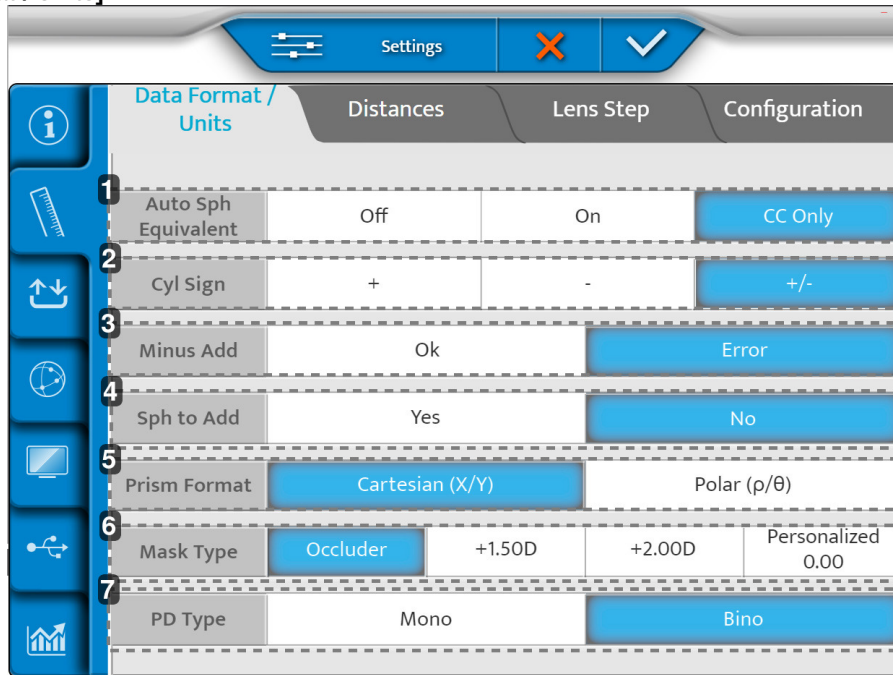 Settings
Data Format /
Units
Distances
Lens Step
Configuration
1
Auto Sph
Equivalent
Off
On
CC Only
2
Cyl Sign
+
-
+/-
3
Minus Add
Ok
Error
4
Sph to Add
Yes
No
5
Prism Format
Cartesian (X/Y)
Polar (ρ/θ)
6
Mask Type
Occluder
+1.50D
+2.00D
Personalized
0.00
7
PD Type
Mono
Bino